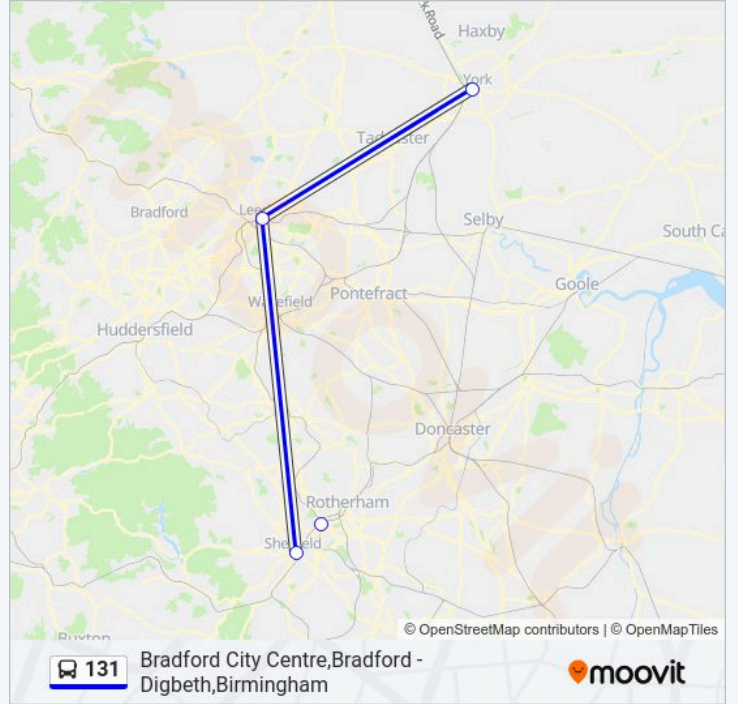 k Road
Haxby
York
Tadcaster
Bradford
Leeds
Selby
South Ca
Goole
Wakefield
Pontefract
Huddersfield
Doncaster
Rotherham
Sheffield
Buxton
© OpenStreetMap contributors | © OpenMapTiles
131
Bradford City Centre,Bradford -
Digbeth,Birmingham
moovit